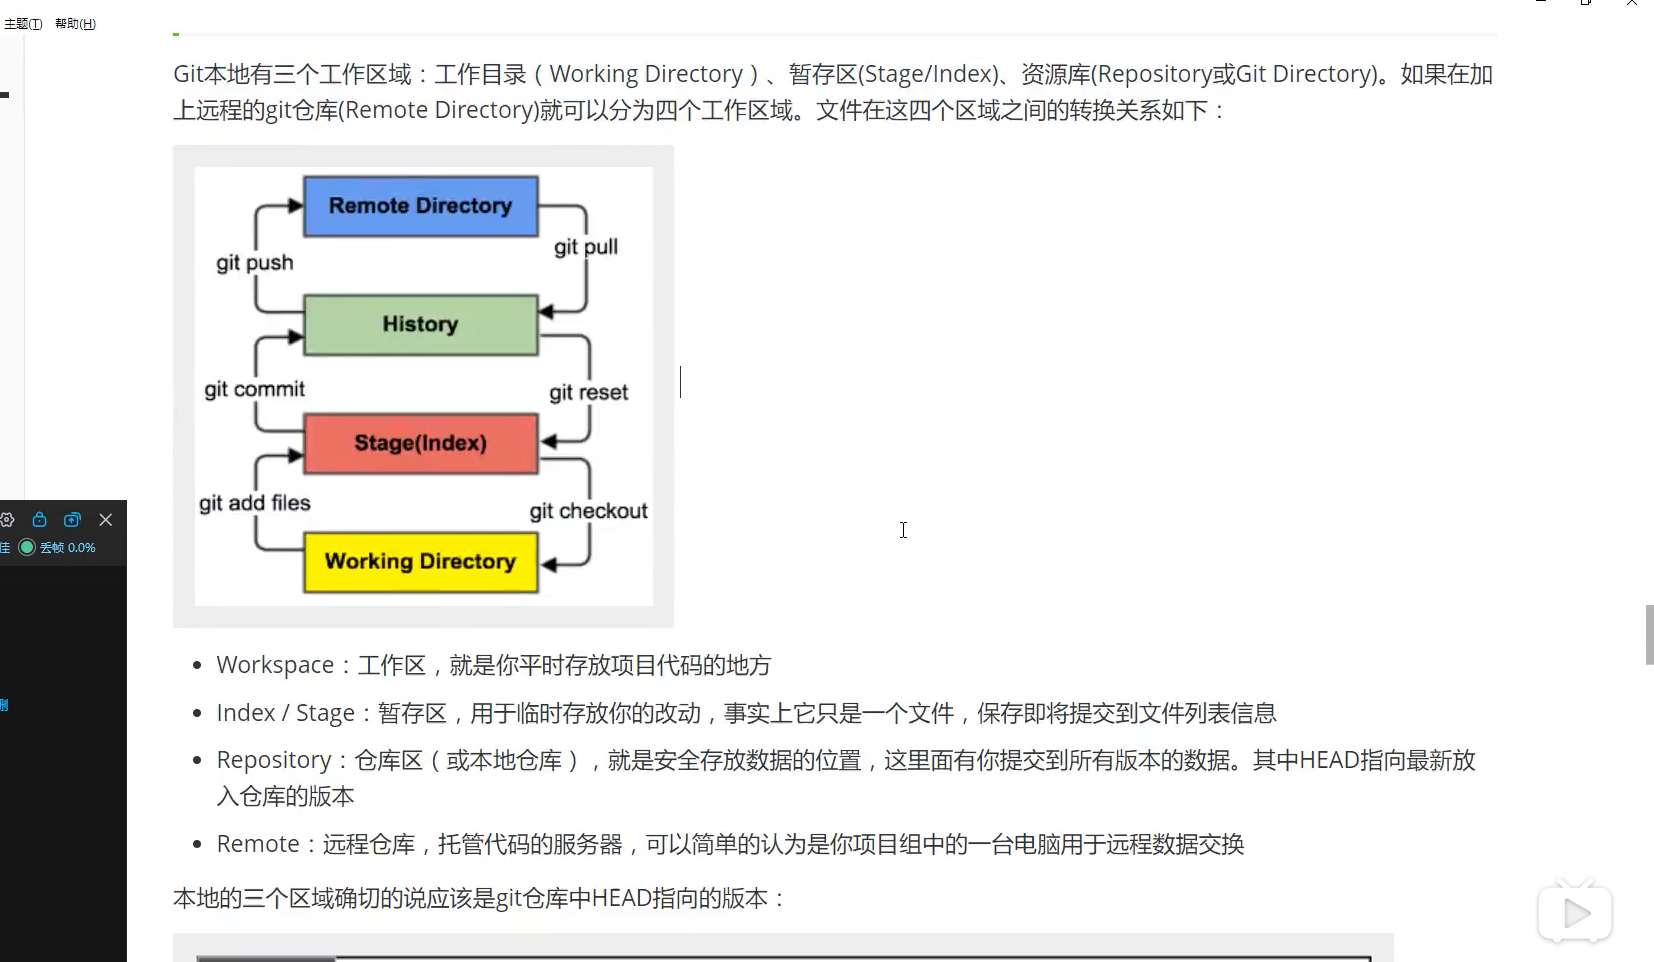 主题(T) 帮助(H)
Git本地有三个工作区域：工作目录（Working Directory）、暂存区(Stage/Index)、资源库(Repository或Git Directory)。如果在加
上远程的git仓库(Remote Directory)就可以分为四个工作区域。文件在这四个区域之间的转换关系如下：
Remote Directory
git pull
git push
History
git commit
git reset
Stage(Index)
git add files
git checkout
Working Directory
佳 丢帧 0.0%
Workspace：工作区，就是你平时存放项目代码的地方
Index / Stage：暂存区，用于临时存放你的改动，事实上它只是一个文件，保存即将提交到文件列表信息
删
Repository：仓库区（或本地仓库），就是安全存放数据的位置，这里面有你提交到所有版本的数据。其中HEAD指向最新放
入仓库的版本
Remote：远程仓库，托管代码的服务器，可以简单的认为是你项目组中的一台电脑用于远程数据交换
本地的三个区域确切的说应该是git仓库中HEAD指向的版本：